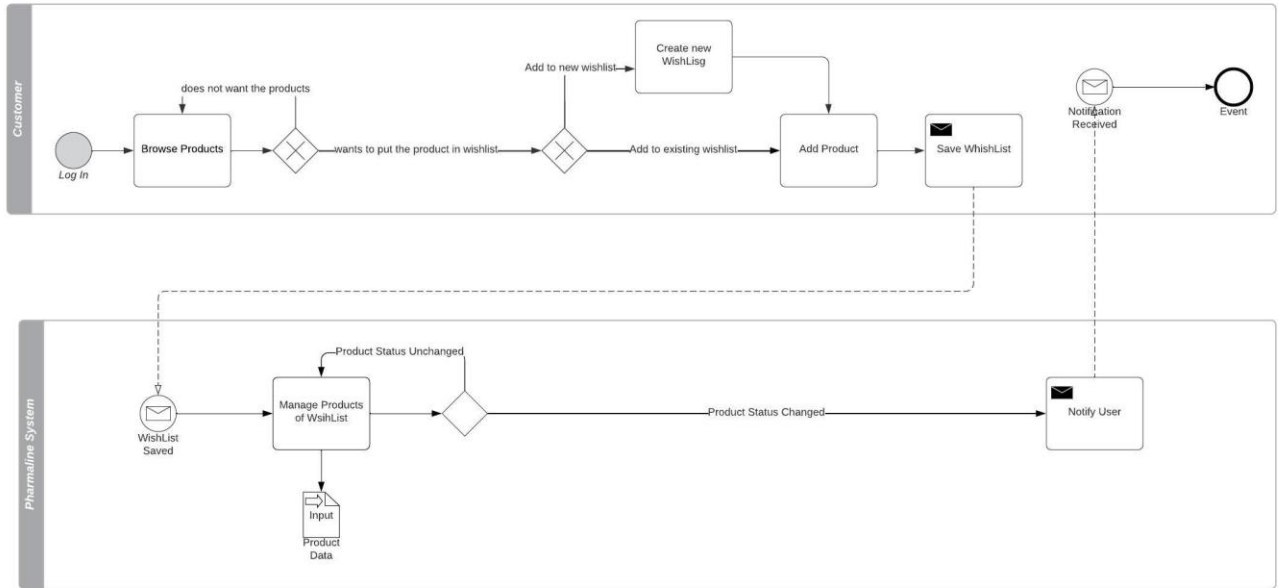 Customer
Log In
does not want the products
Browse Products
wants to put the product in wishlist
Add to new wishlist
Create new
WishLisg
Add to existing wishlist
Add Product
Save WhishList
Notification
Received
Event
Pharmaline System
WishList
Saved
Product Status Unchanged
Manage Products
of WsihList
Input
Product
Data
Product Status Changed
Notify User